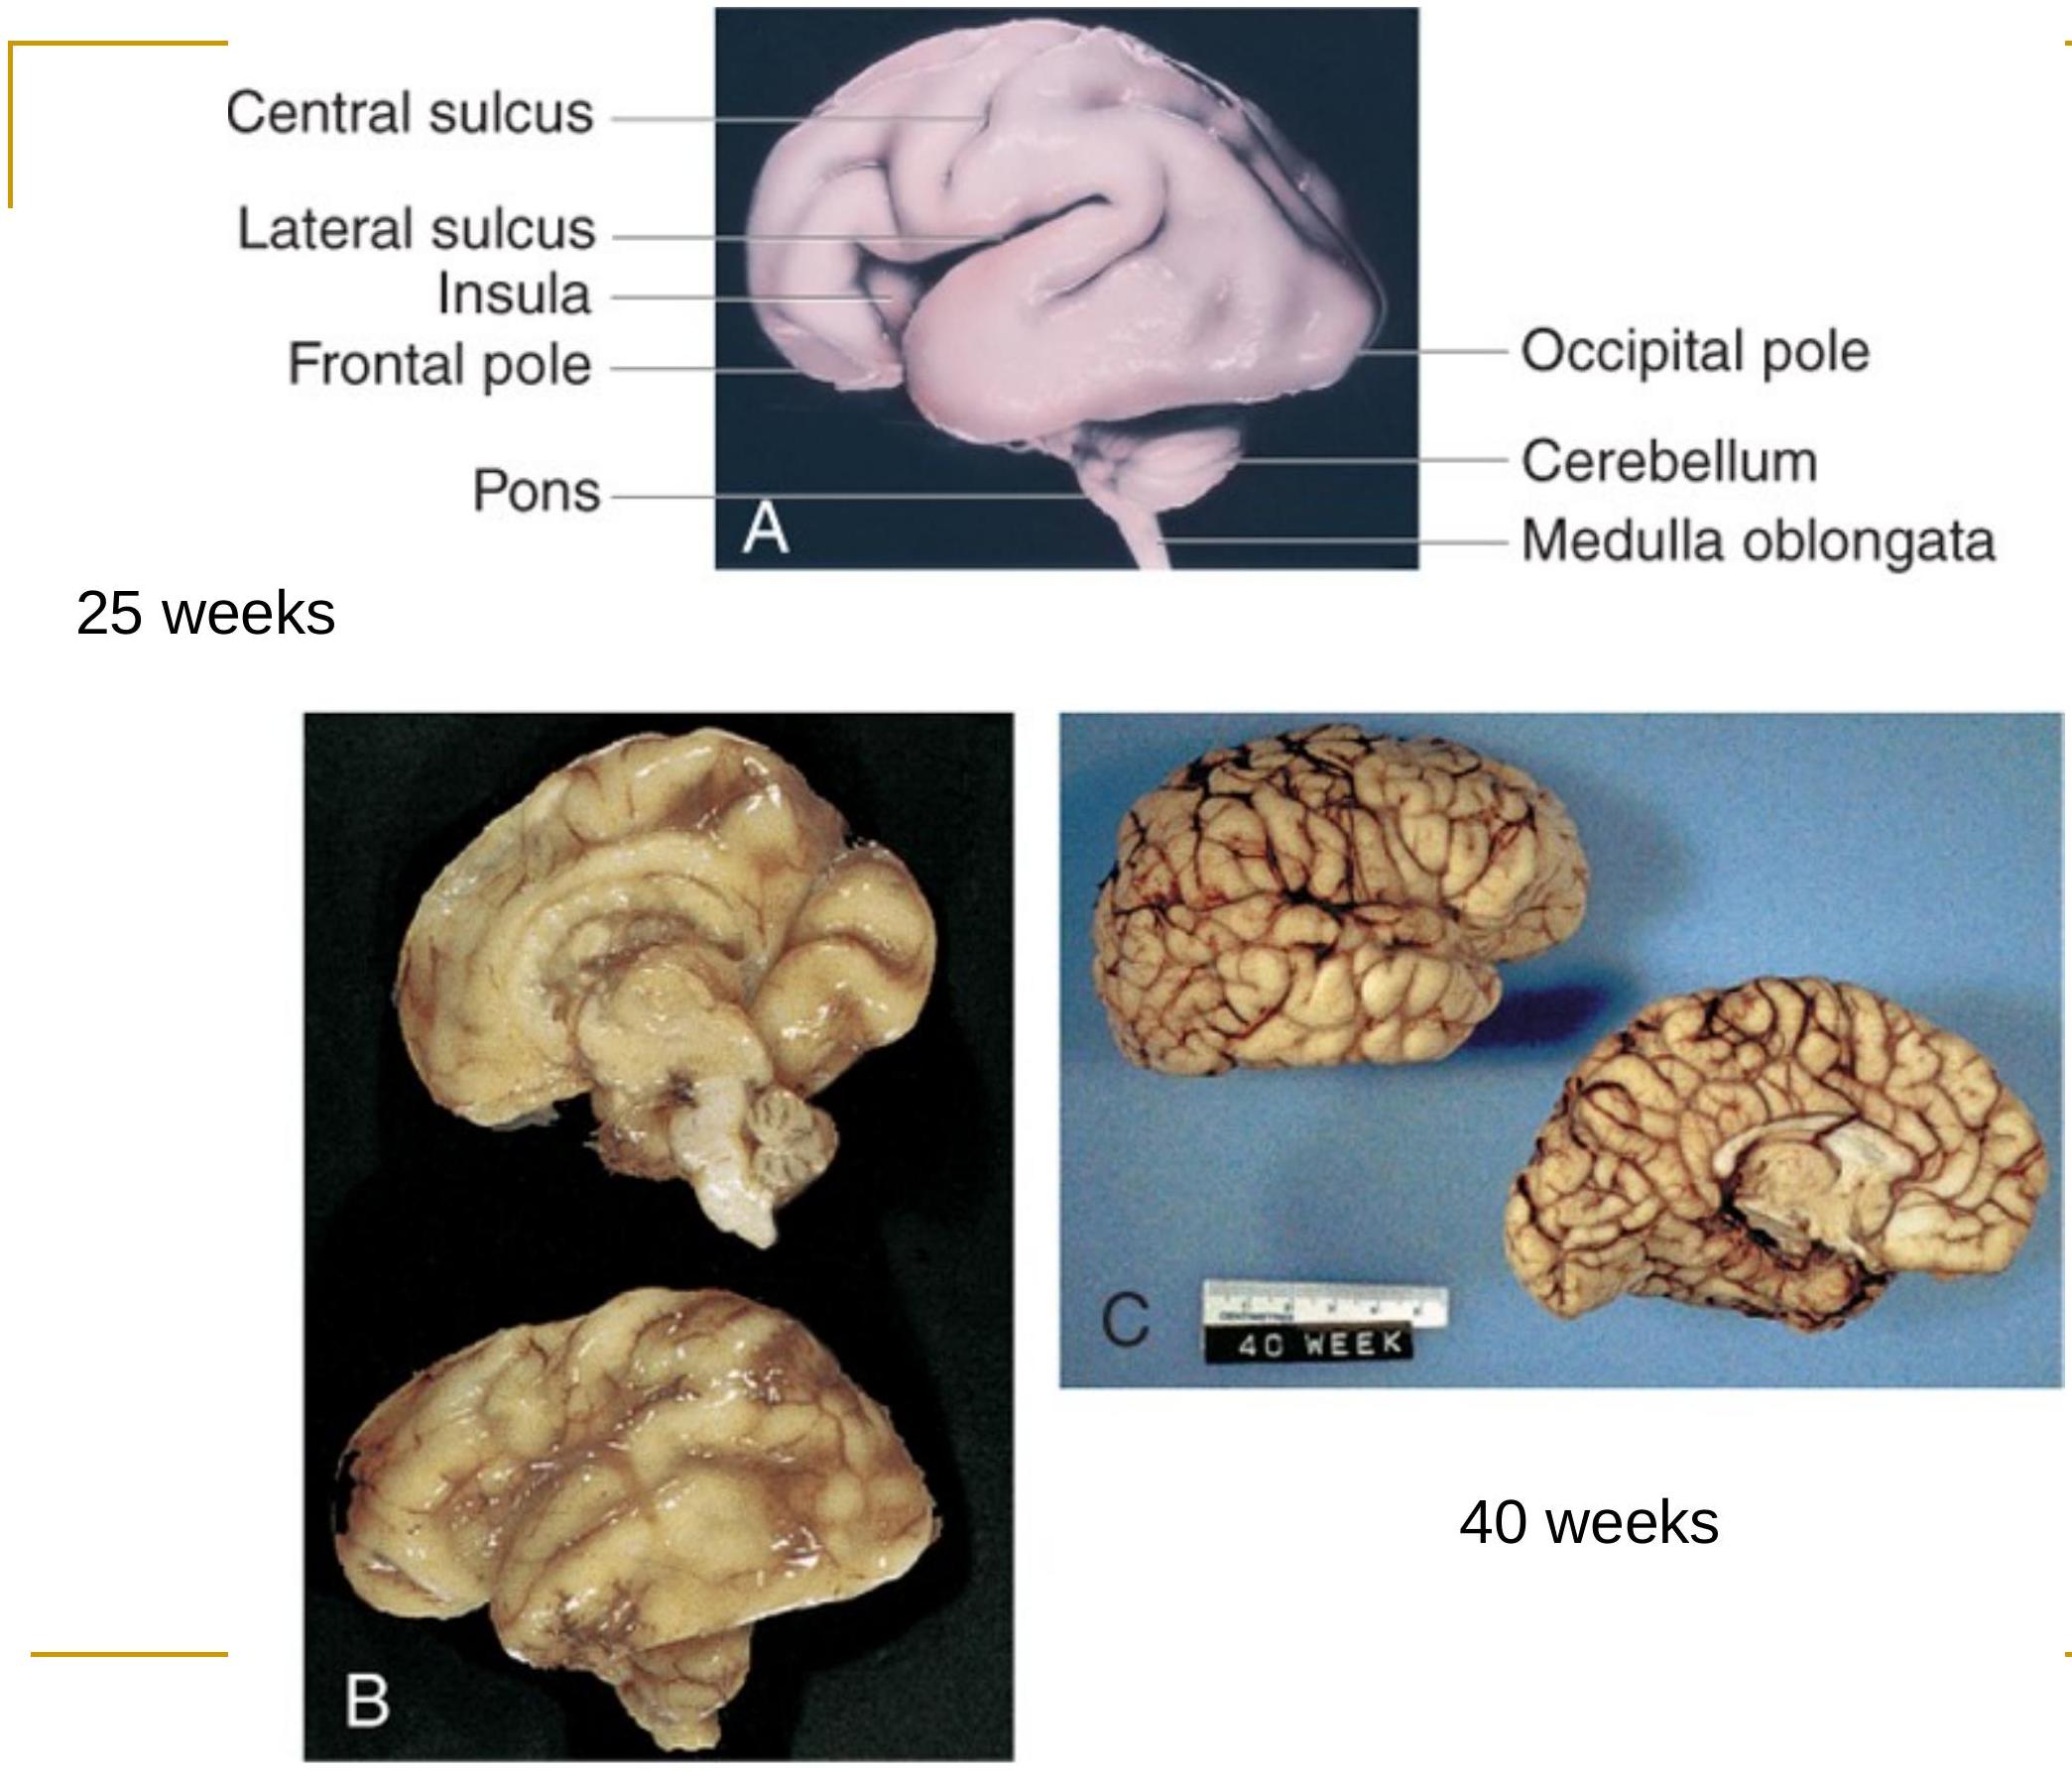 Central sulcus
Lateral sulcus
Insula
Frontal pole
Occipital pole
Cerebellum
Pons
A
Medulla oblongata
25 weeks
C
40 WEEK
40 weeks
B